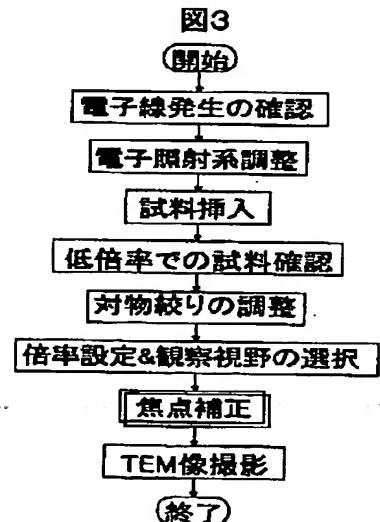 図3
開始
電子線発生の確認
電子照射系調整
試料挿入
低倍率での試料確認
対物絞りの調整
倍率設定&観察視野の選択
焦点補正
TEM像撮影
終了